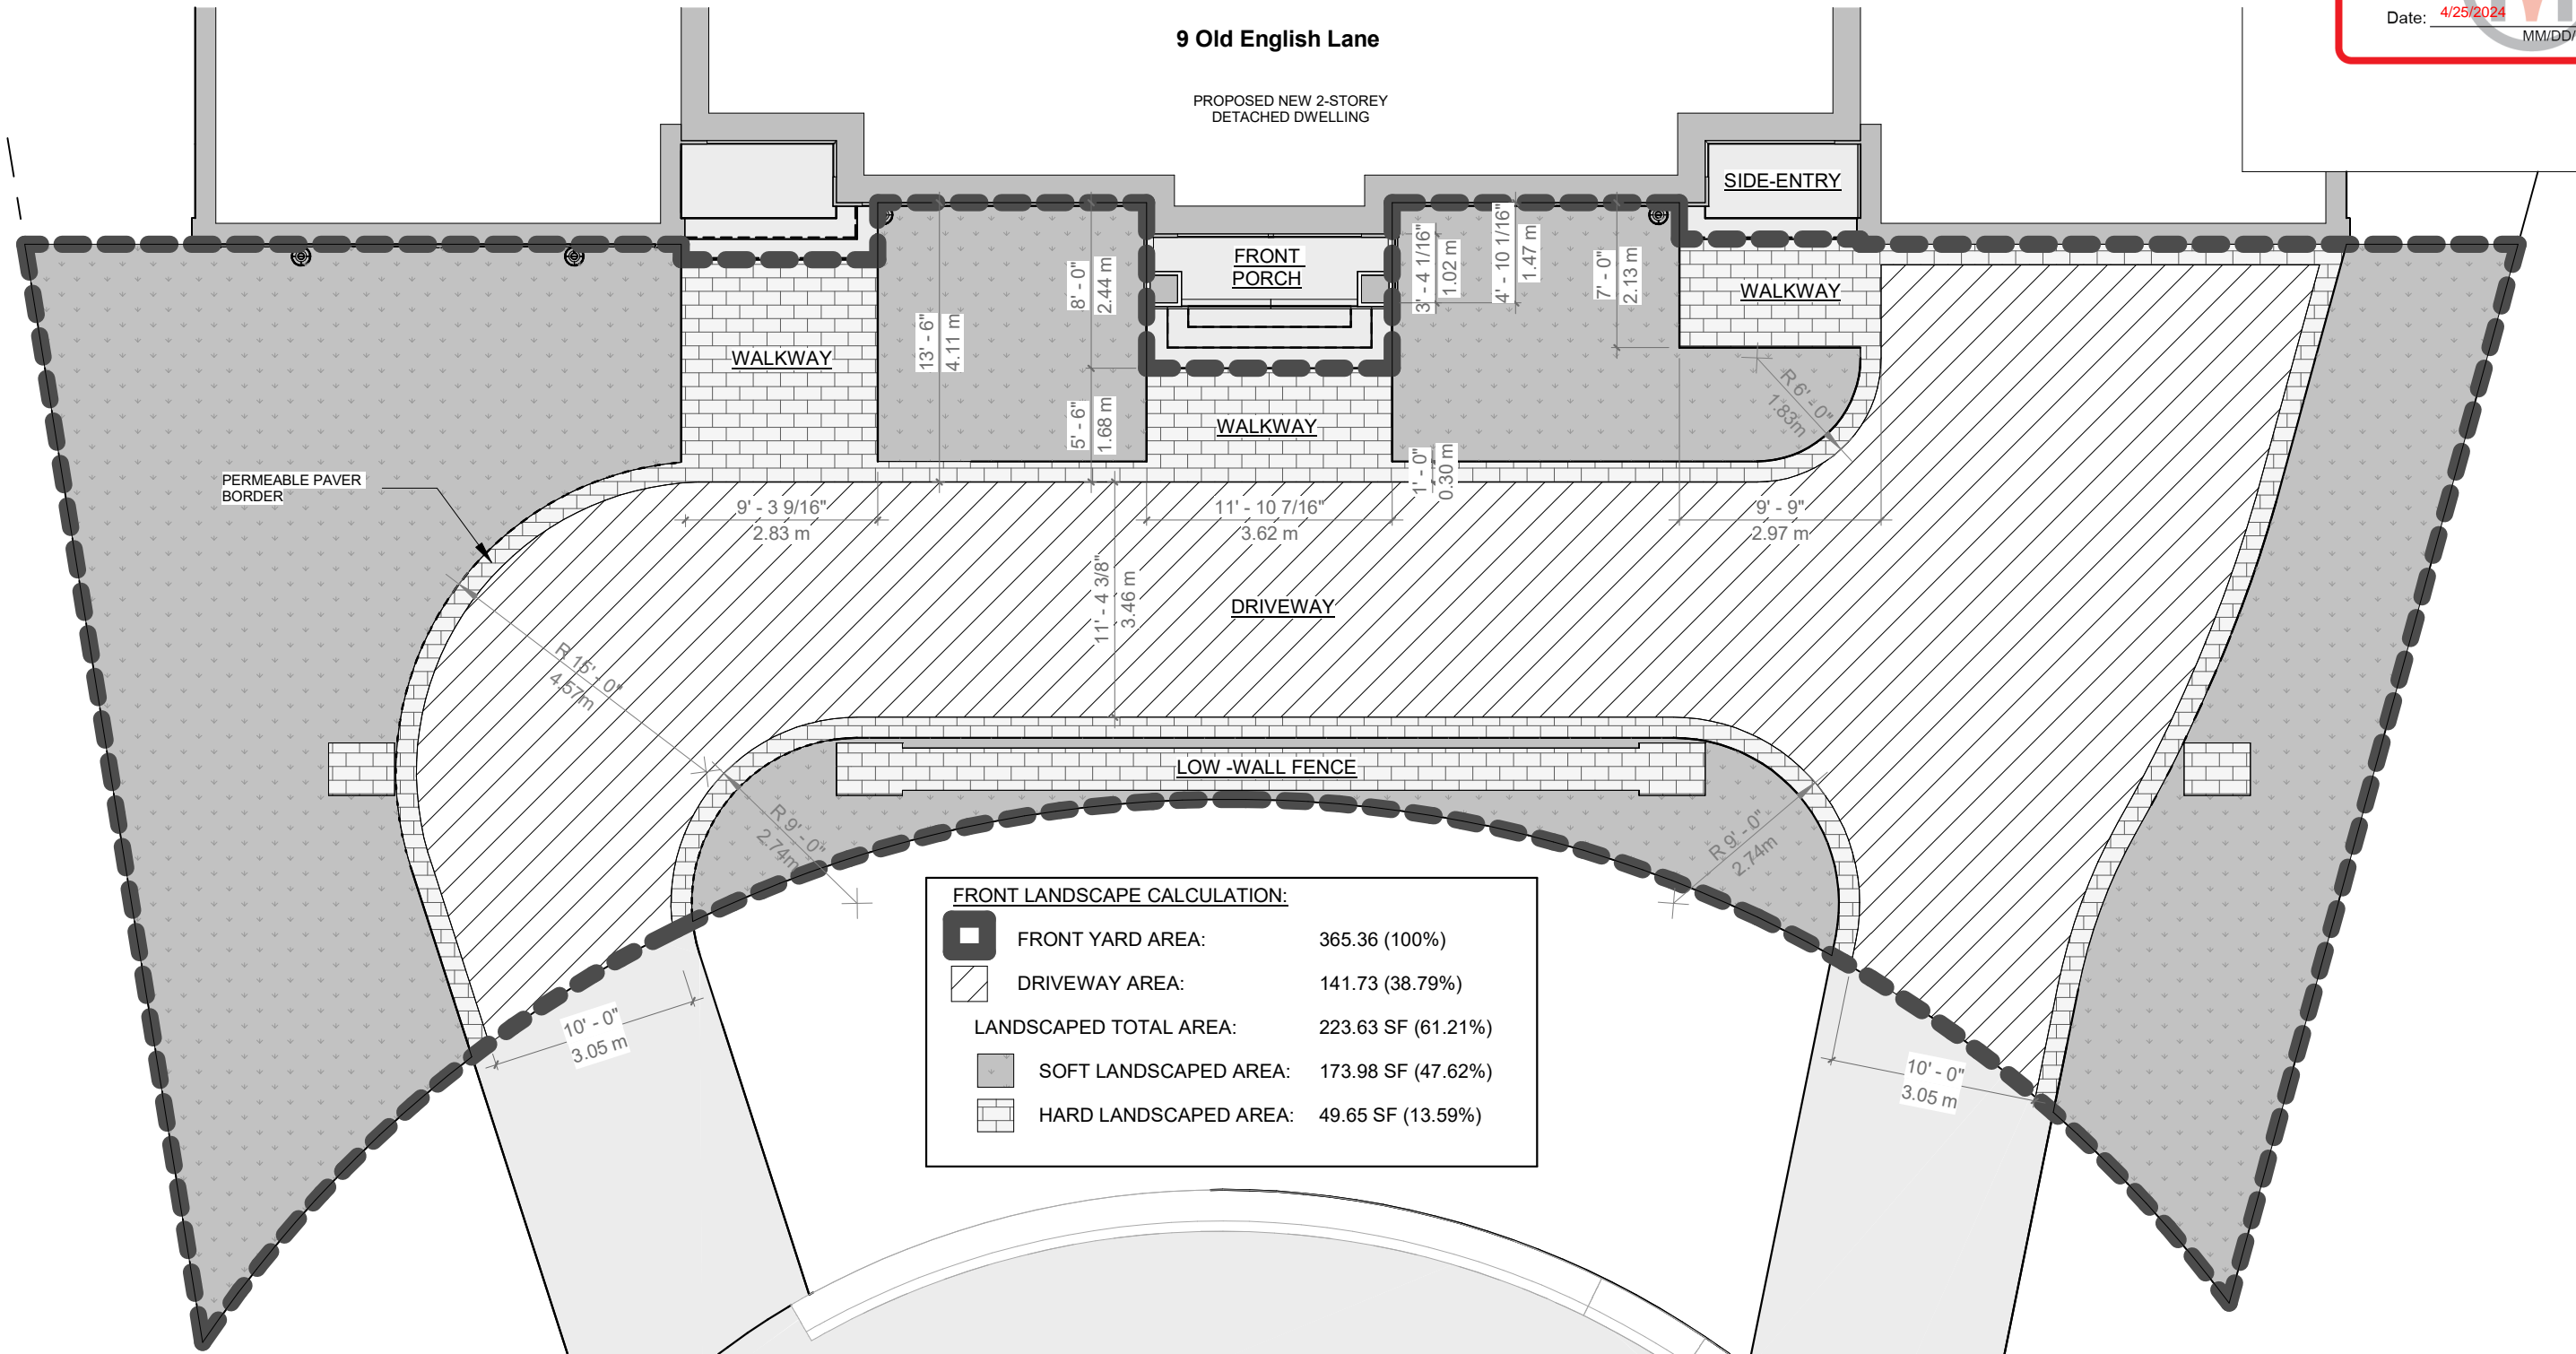 9 Old English Lane
PROPOSED NEW 2-STOREY
DETACHED DWELLING
Date: 4/25/2024
MM/DD/
SIDE-ENTRY
FRONT
PORCH
WALKWAY
WALKWAY
WALKWAY
13' - 6"
4.11 m
8' - 0"
2.44 m
5' - 6"
1.68 m
3' - 4 1/16"
1.02 m
4' - 10 1/16"
1.47 m
7' - 0"
2.13 m
R 6' - 0"
1.83m
1' - 0"
0.30 m
PERMEABLE PAVER
BORDER
9' - 3 9/16"
2.83 m
11' - 10 7/16"
3.62 m
9' - 9"
2.97 m
11' - 4 3/8"
3.46 m
DRIVEWAY
R 15' - 0"
4.57m
LOW -WALL FENCE
R 9' - 0"
2.74m
R 9' - 0"
2.74m
10' - 0"
3.05 m
10' - 0"
3.05 m
FRONT LANDSCAPE CALCULATION:
FRONT YARD AREA: 365.36 (100%)
DRIVEWAY AREA: 141.73 (38.79%)
LANDSCAPED TOTAL AREA: 223.63 SF (61.21%)
SOFT LANDSCAPED AREA: 173.98 SF (47.62%)
HARD LANDSCAPED AREA: 49.65 SF (13.59%)